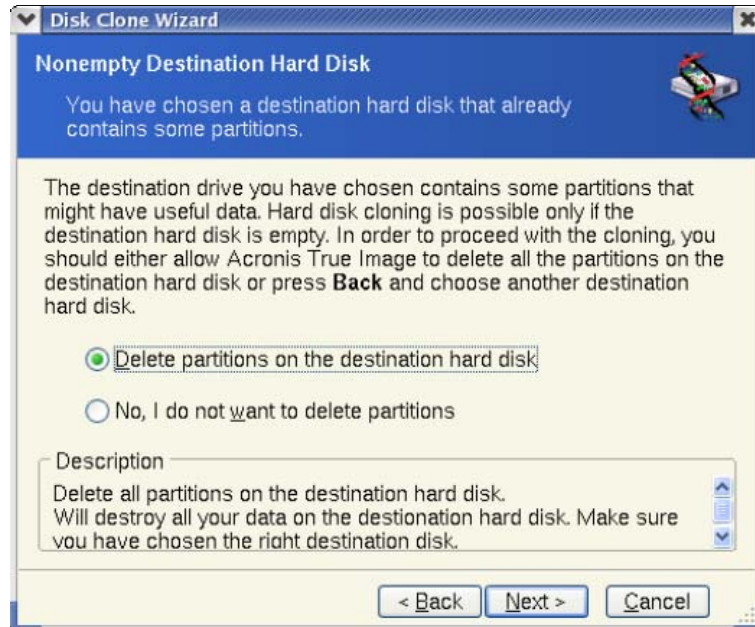 Disk Clone Wizard
Nonempty Destination Hard Disk
You have chosen a destination hard disk that already
contains some partitions.
The destination drive you have chosen contains some partitions that
might have useful data. Hard disk cloning is possible only if the
destination hard disk is empty. In order to proceed with the cloning, you
should either allow Acronis True Image to delete all the partitions on the
destination hard disk or press Back and choose another destination
hard disk.
Delete partitions on the destination hard disk
No, I do not want to delete partitions
Description
Delete all partitions on the destination hard disk.
Will destroy all your data on the destionation hard disk. Make sure
you have chosen the right destination disk.
< Back
Next >
Cancel